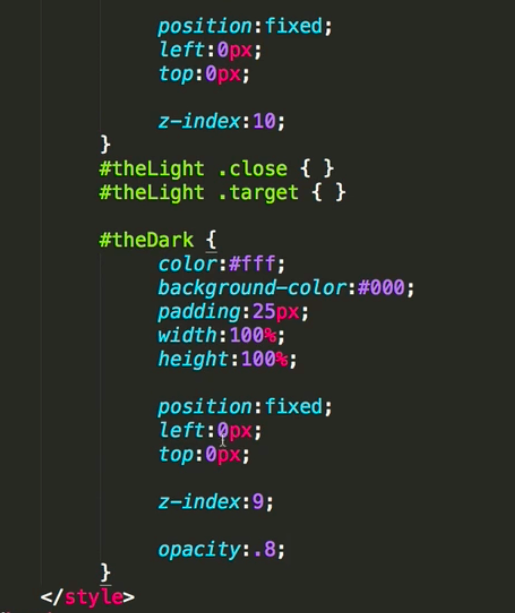 position:fixed;
left:0px;
top:0px;
z-index:10;
}
#theLight .close { }
#theLight .target { }
#theDark {
color:#fff;
background-color:#000;
padding:25px;
width:100%;
height:100%;
position:fixed;
left:0px;
top:0px;
z-index:9;
opacity:.8;
}
</style>